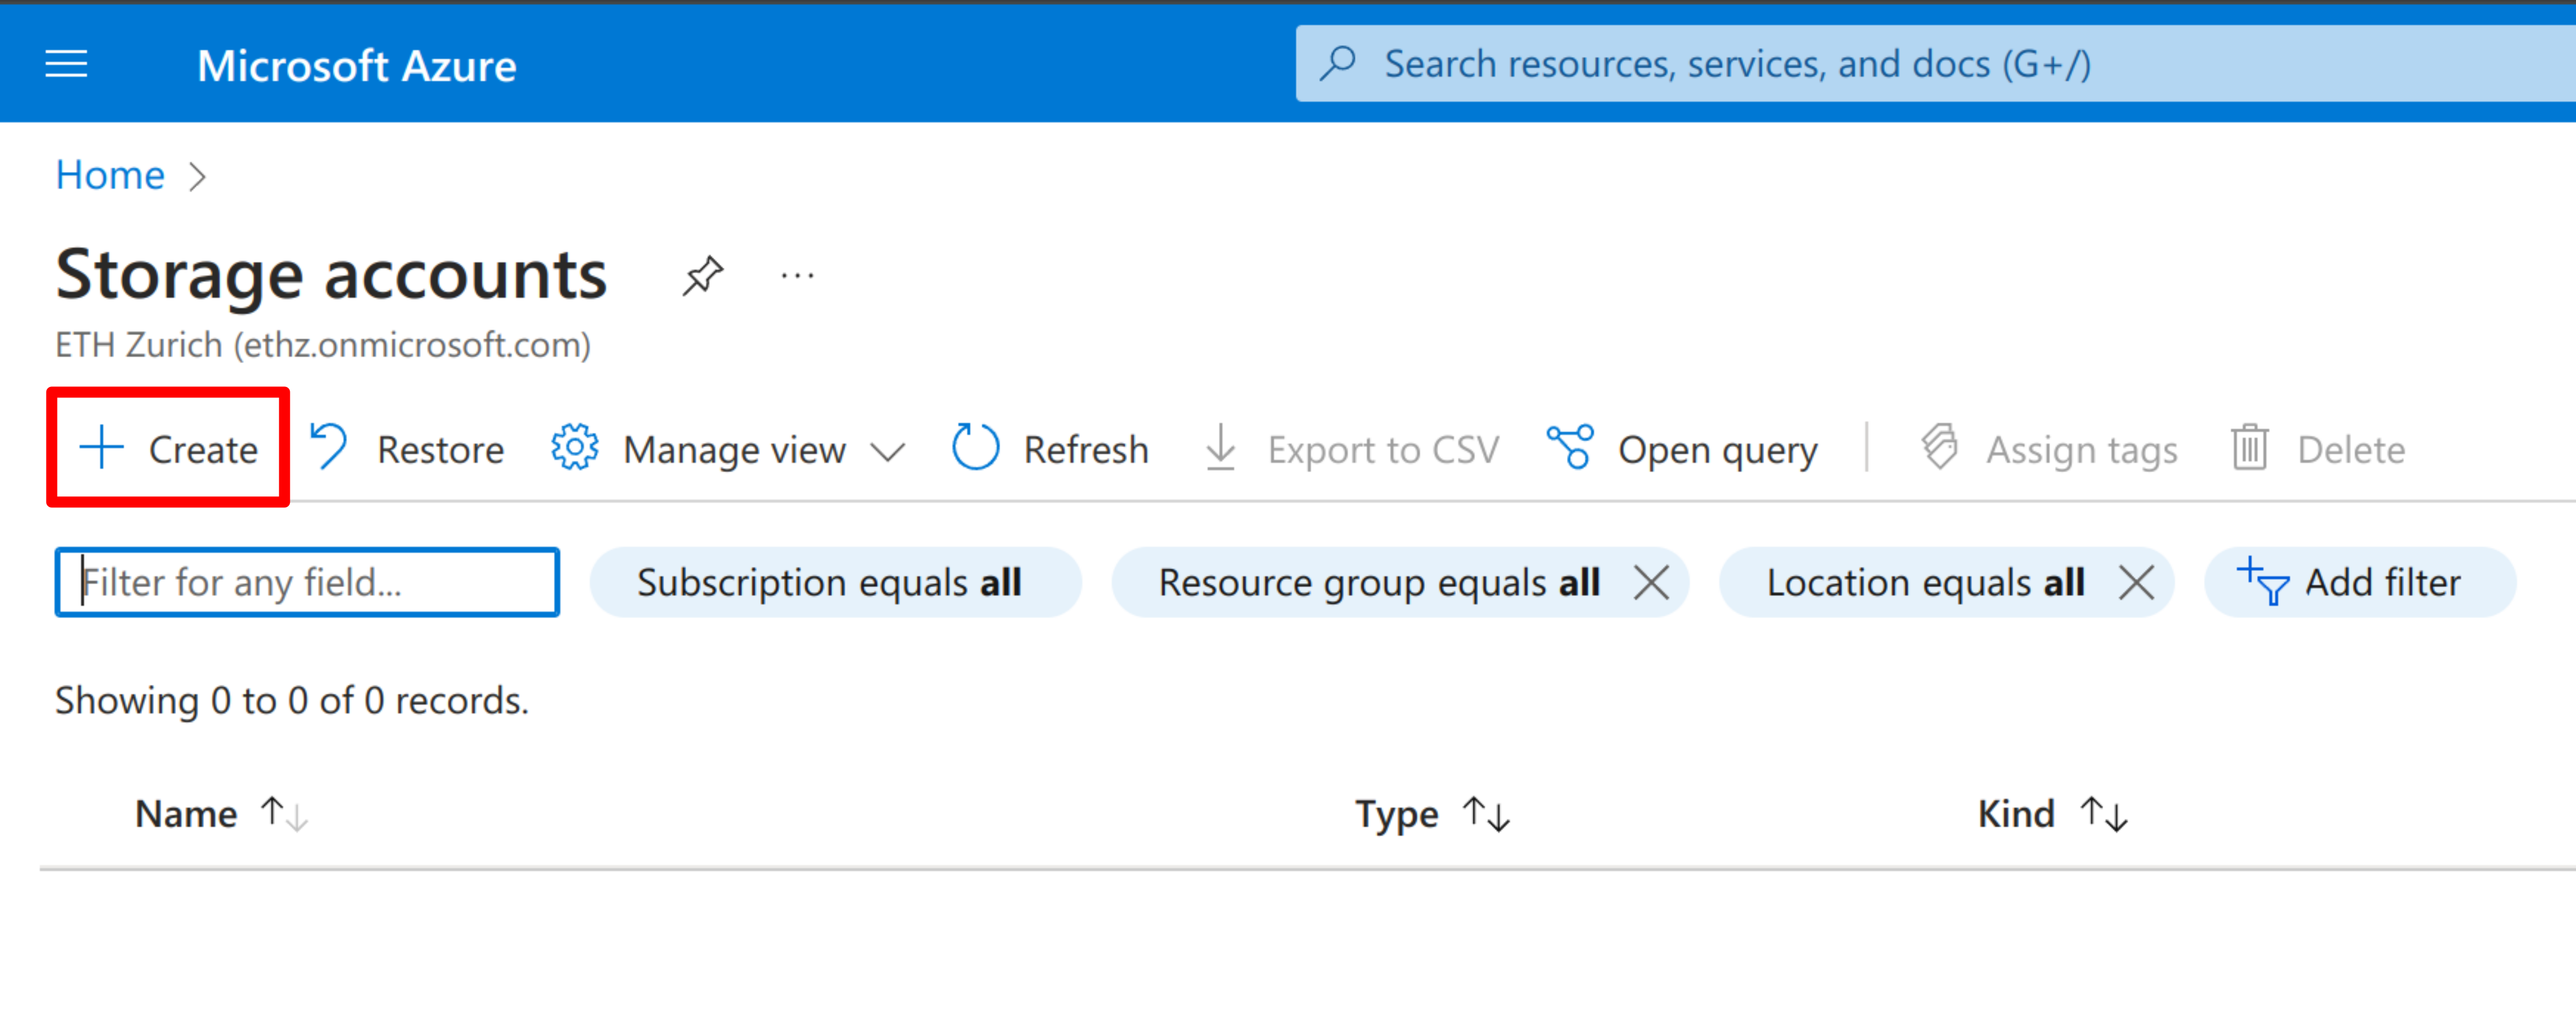 Microsoft Azure
Search resources, services, and docs (G+/)
Home
Storage accounts
ETH Zurich (ethz.onmicrosoft.com)
Create Restore Manage view Refresh Export to CSV Open query Assign tags Delete
Filter for any field... Subscription equals all Resource group equals all Location equals all Add filter
Showing 0 to 0 of 0 records.
Name Type Kind